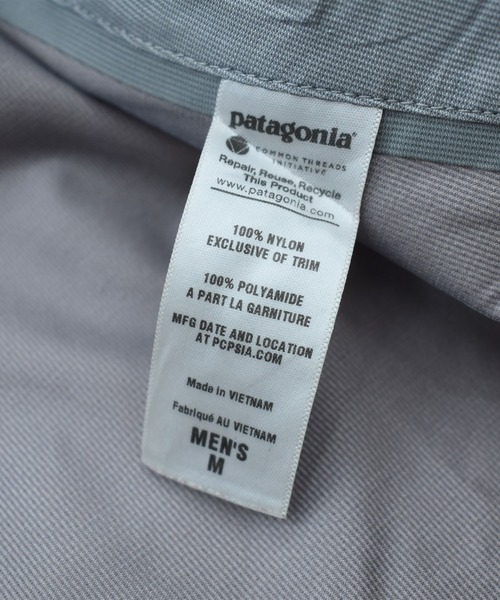 patagonia®
COMMON THREADS
INITIATIVE
Repair, Reuse, Recycle
This Product
www.patagonia.com
100% NYLON
EXCLUSIVE OF TRIM
100% POLYAMIDE
A PART LA GARNITURE
MFG DATE AND LOCATION
AT PCPSIA.COM
Made in VIETNAM
Fabriqué AU VIETNAM
MEN'S
M